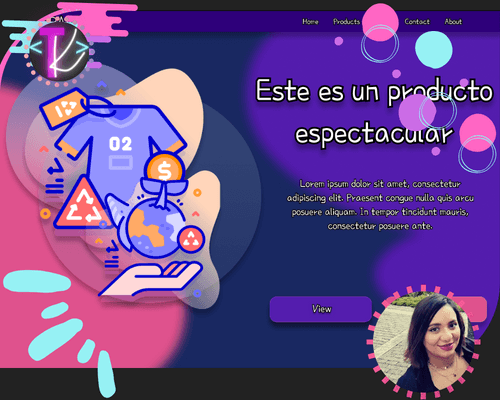 Home Products Contact About
Este es un producto
espectacular
Lorem ipsum dolor sit amet, consectetur
adipiscing elit. Praesent congue nulla quis arcu
posuere aliquam. In tempor tincidunt mauris,
consectetur posuere ante.
02
$
View